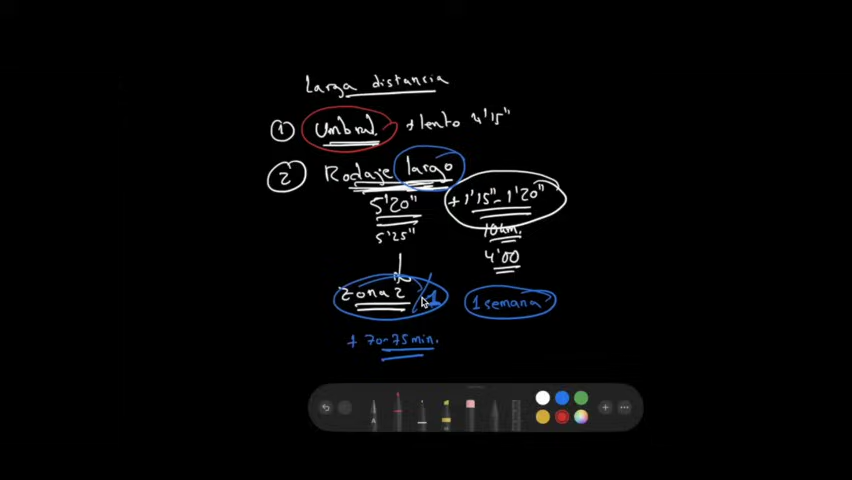 Larga distancia
1 Umbral + lento 4'15"
2 Rodaje largo
5'20" +1'15" - 1'20"
5'25" 10km.
4'00
Zona 2/1 1 semana
+ 70-75 min.